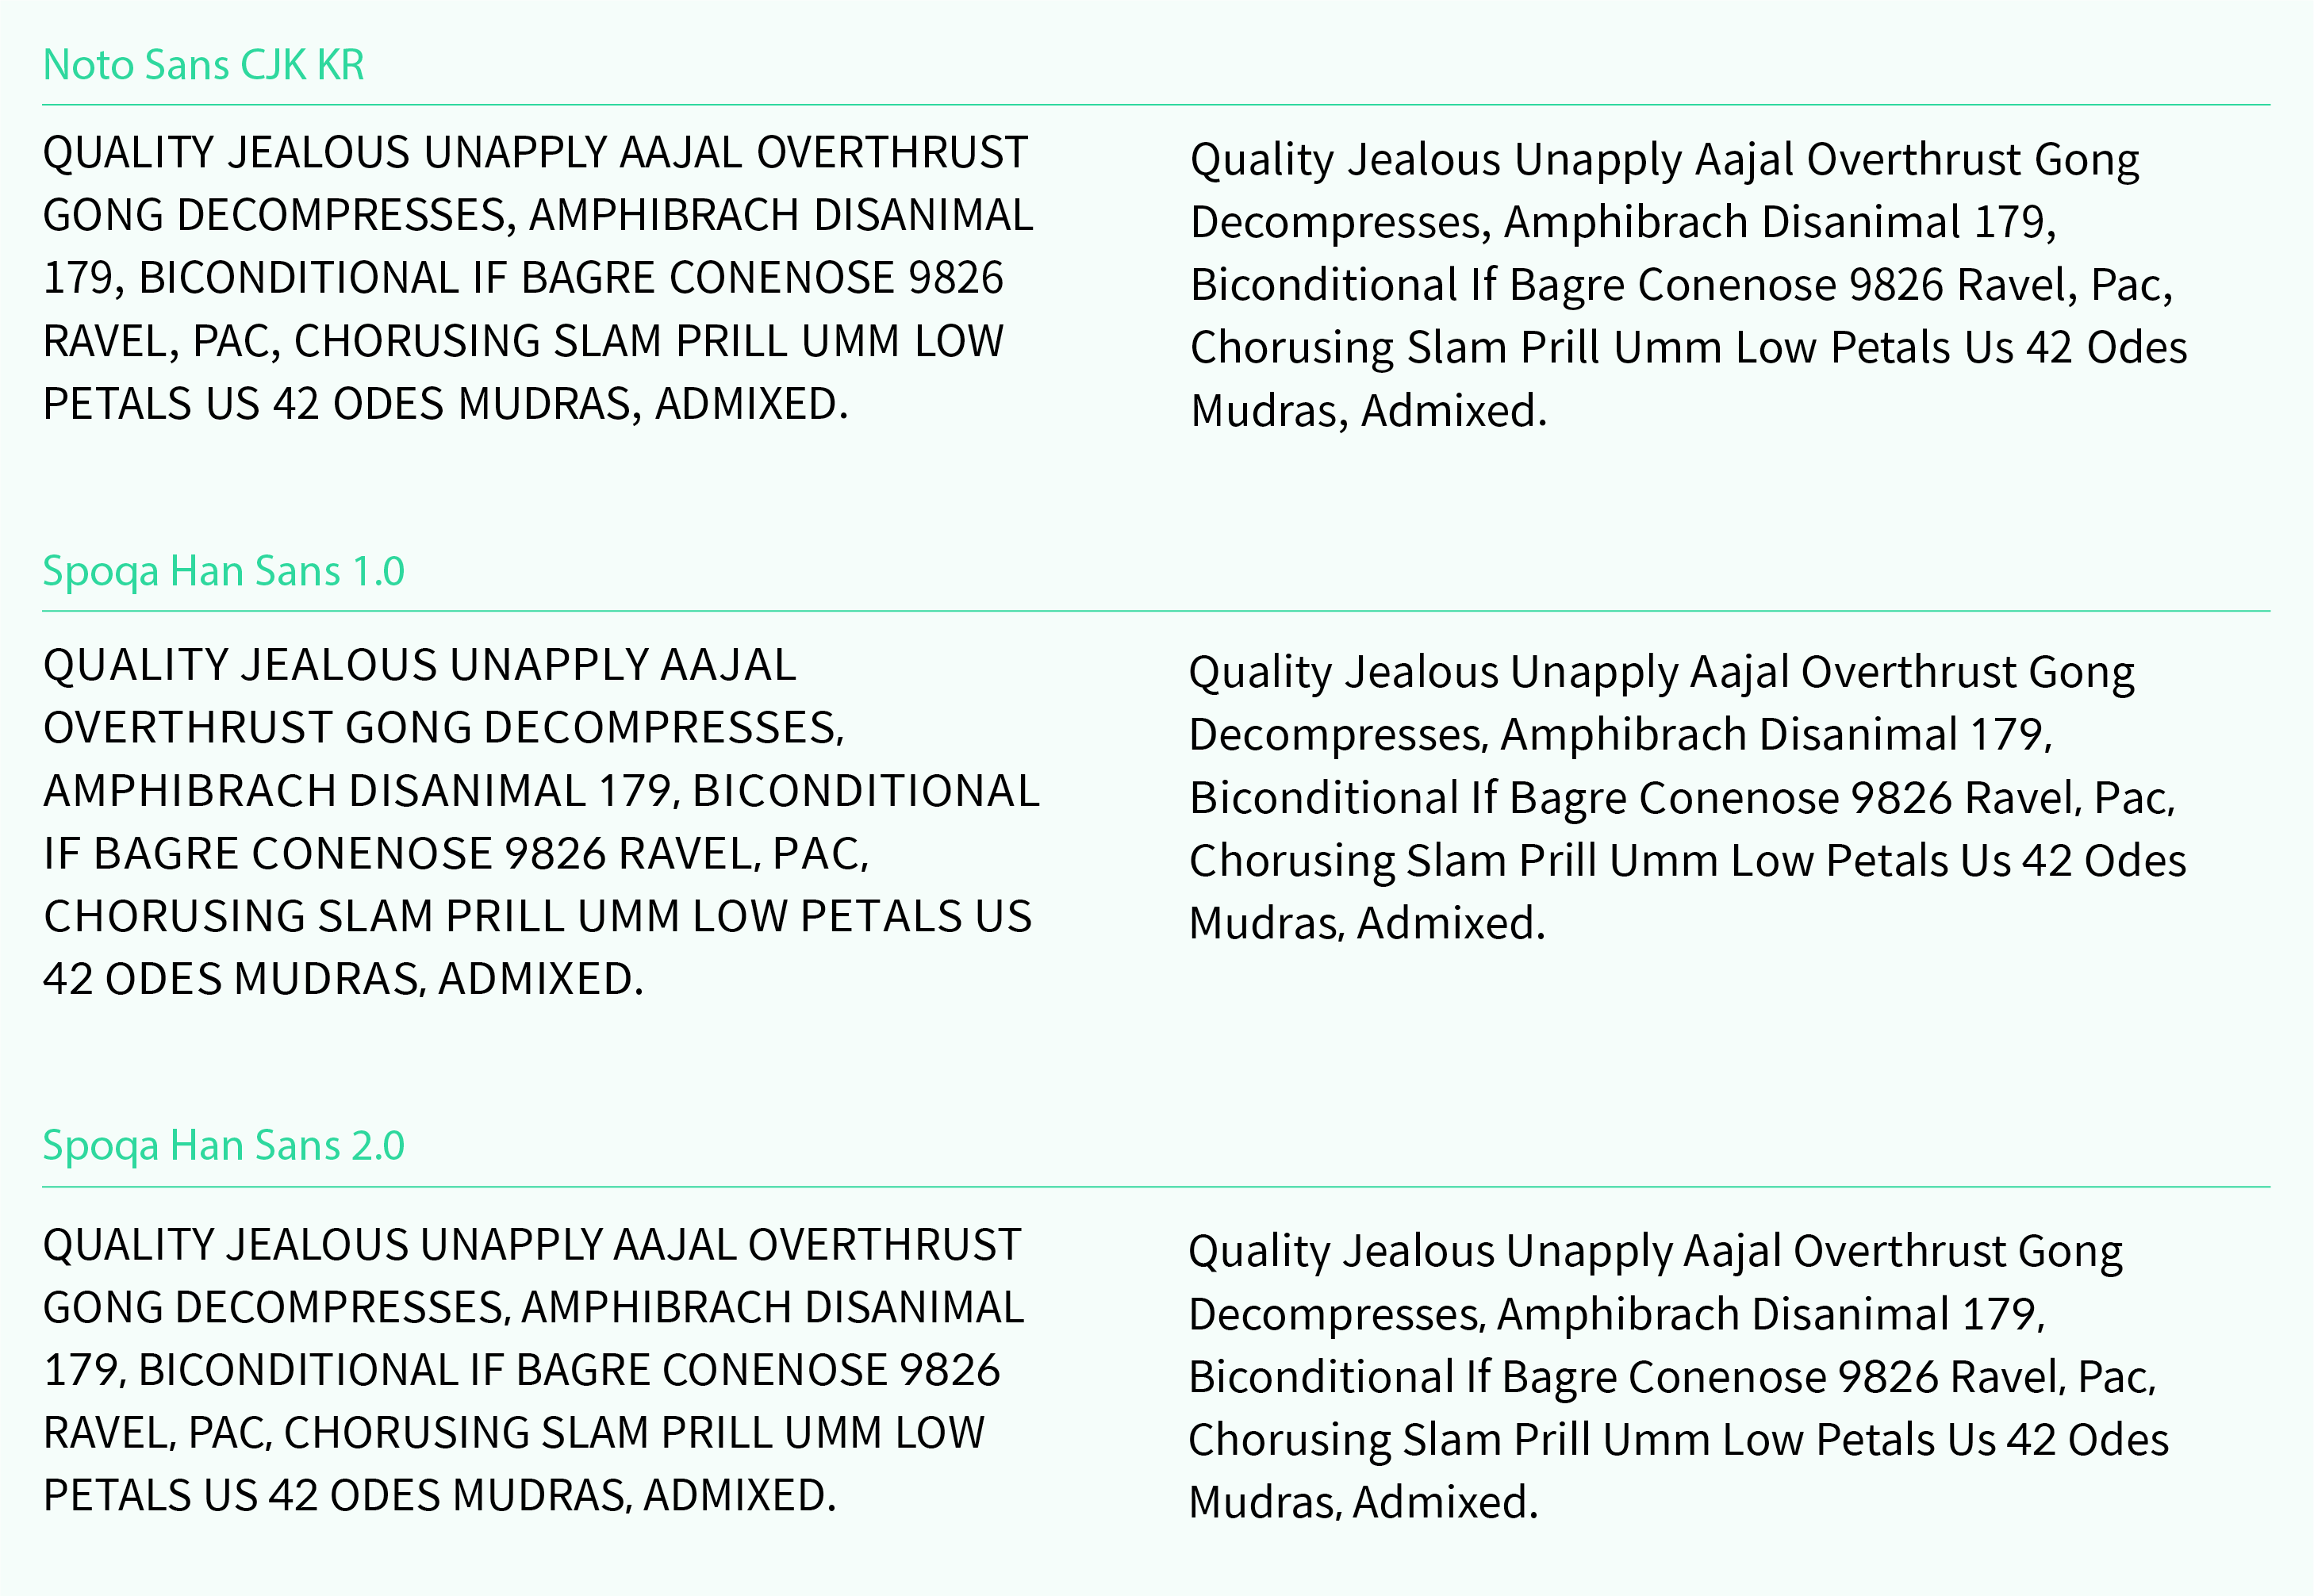 Noto Sans CJK KR
QUALITY JEALOUS UNAPPLY AAJAL OVERTHRUST
GONG DECOMPRESSES, AMPHIBRACH DISANIMAL
179, BICONDITIONAL IF BAGRE CONENOSE 9826
RAVEL, PAC, CHORUSING SLAM PRILL UMM LOW
PETALS US 42 ODES MUDRAS, ADMIXED.
Quality Jealous Unapply Aajal Overthrust Gong
Decompresses, Amphibrach Disanimal 179,
Biconditional If Bagre Conenose 9826 Ravel, Pac,
Chorusing Slam Prill Umm Low Petals Us 42 Odes
Mudras, Admixed.
Spoqa Han Sans 1.0
QUALITY JEALOUS UNAPPLY AAJAL
OVERTHRUST GONG DECOMPRESSES,
AMPHIBRACH DISANIMAL 179, BICONDITIONAL
IF BAGRE CONENOSE 9826 RAVEL, PAC,
CHORUSING SLAM PRILL UMM LOW PETALS US
42 ODES MUDRAS, ADMIXED.
Quality Jealous Unapply Aajal Overthrust Gong
Decompresses, Amphibrach Disanimal 179,
Biconditional If Bagre Conenose 9826 Ravel, Pac,
Chorusing Slam Prill Umm Low Petals Us 42 Odes
Mudras, Admixed.
Spoqa Han Sans 2.0
QUALITY JEALOUS UNAPPLY AAJAL OVERTHRUST
GONG DECOMPRESSES, AMPHIBRACH DISANIMAL
179, BICONDITIONAL IF BAGRE CONENOSE 9826
RAVEL, PAC, CHORUSING SLAM PRILL UMM LOW
PETALS US 42 ODES MUDRAS, ADMIXED.
Quality Jealous Unapply Aajal Overthrust Gong
Decompresses, Amphibrach Disanimal 179,
Biconditional If Bagre Conenose 9826 Ravel, Pac,
Chorusing Slam Prill Umm Low Petals Us 42 Odes
Mudras, Admixed.